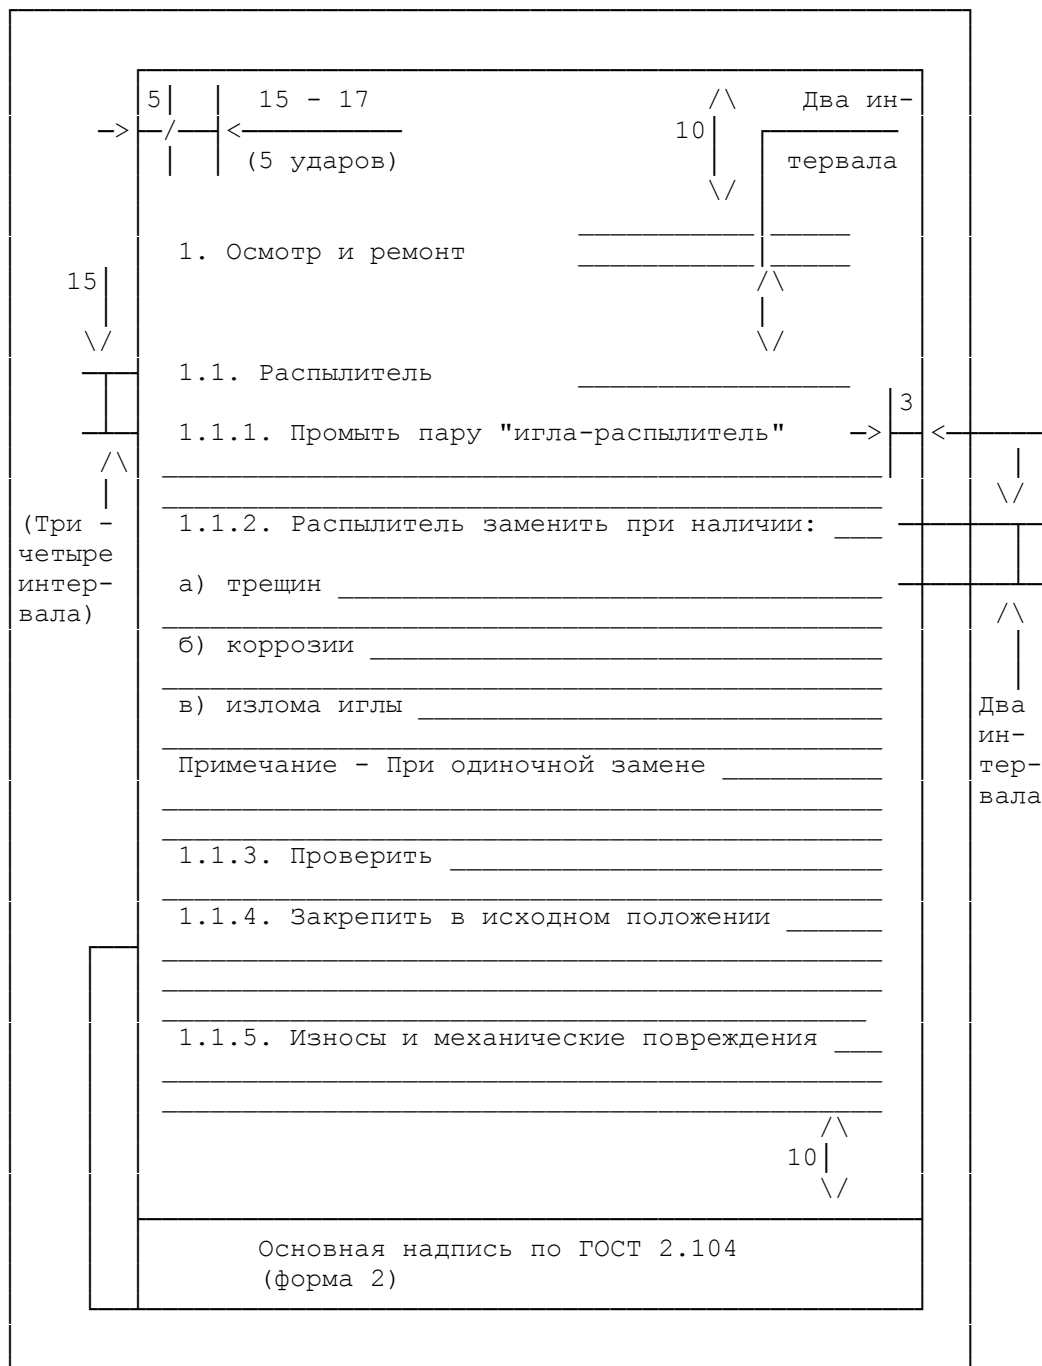 5 15 - 17 Два ин-
10
(5 ударов) тервала
1. Осмотр и ремонт
15
1.1. Распылитель
3
1.1.1. Промыть пару "игла-распылитель"
(Три - 1.1.2. Распылитель заменить при наличии:
четыре
интер- а) трещин
вала)
б) коррозии
в) излома иглы Два
ин-
Примечание - При одиночной замене тер-
вала
1.1.3. Проверить
1.1.4. Закрепить в исходном положении
1.1.5. Износы и механические повреждения
10
Основная надпись по ГОСТ 2.104
(форма 2)